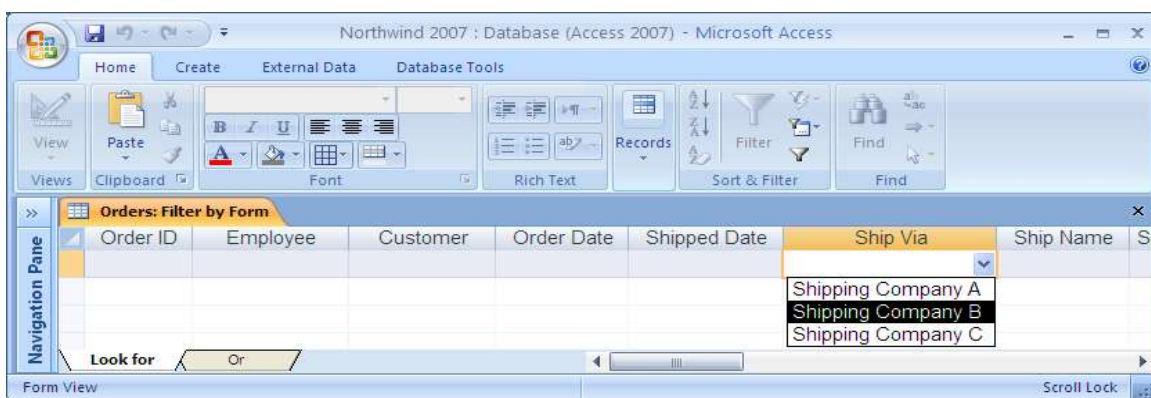 Northwind 2007 : Database (Access 2007) - Microsoft Access
Home Create External Data Database Tools
View Paste B I U A ab Records Filter Find
Views Clipboard Font Rich Text Sort & Filter Find
Orders: Filter by Form
Navigation Pane
Order ID Employee Customer Order Date Shipped Date Ship Via Ship Name S
Shipping Company A
Shipping Company B
Shipping Company C
Look for Or
Form View Scroll Lock